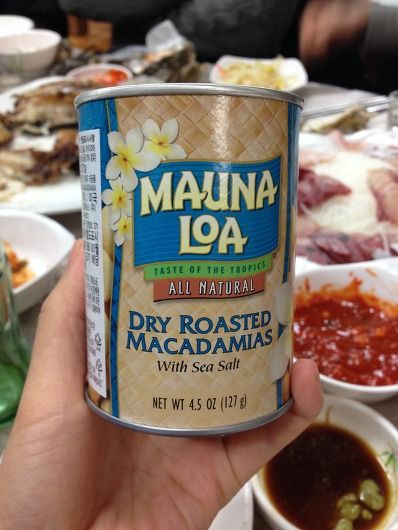 MAUNA
LOA
TASTE OF THE TROPICS
ALL NATURAL
DRY ROASTED
MACADAMIAS
With Sea Salt
NET WT 4.5 OZ (127 g)